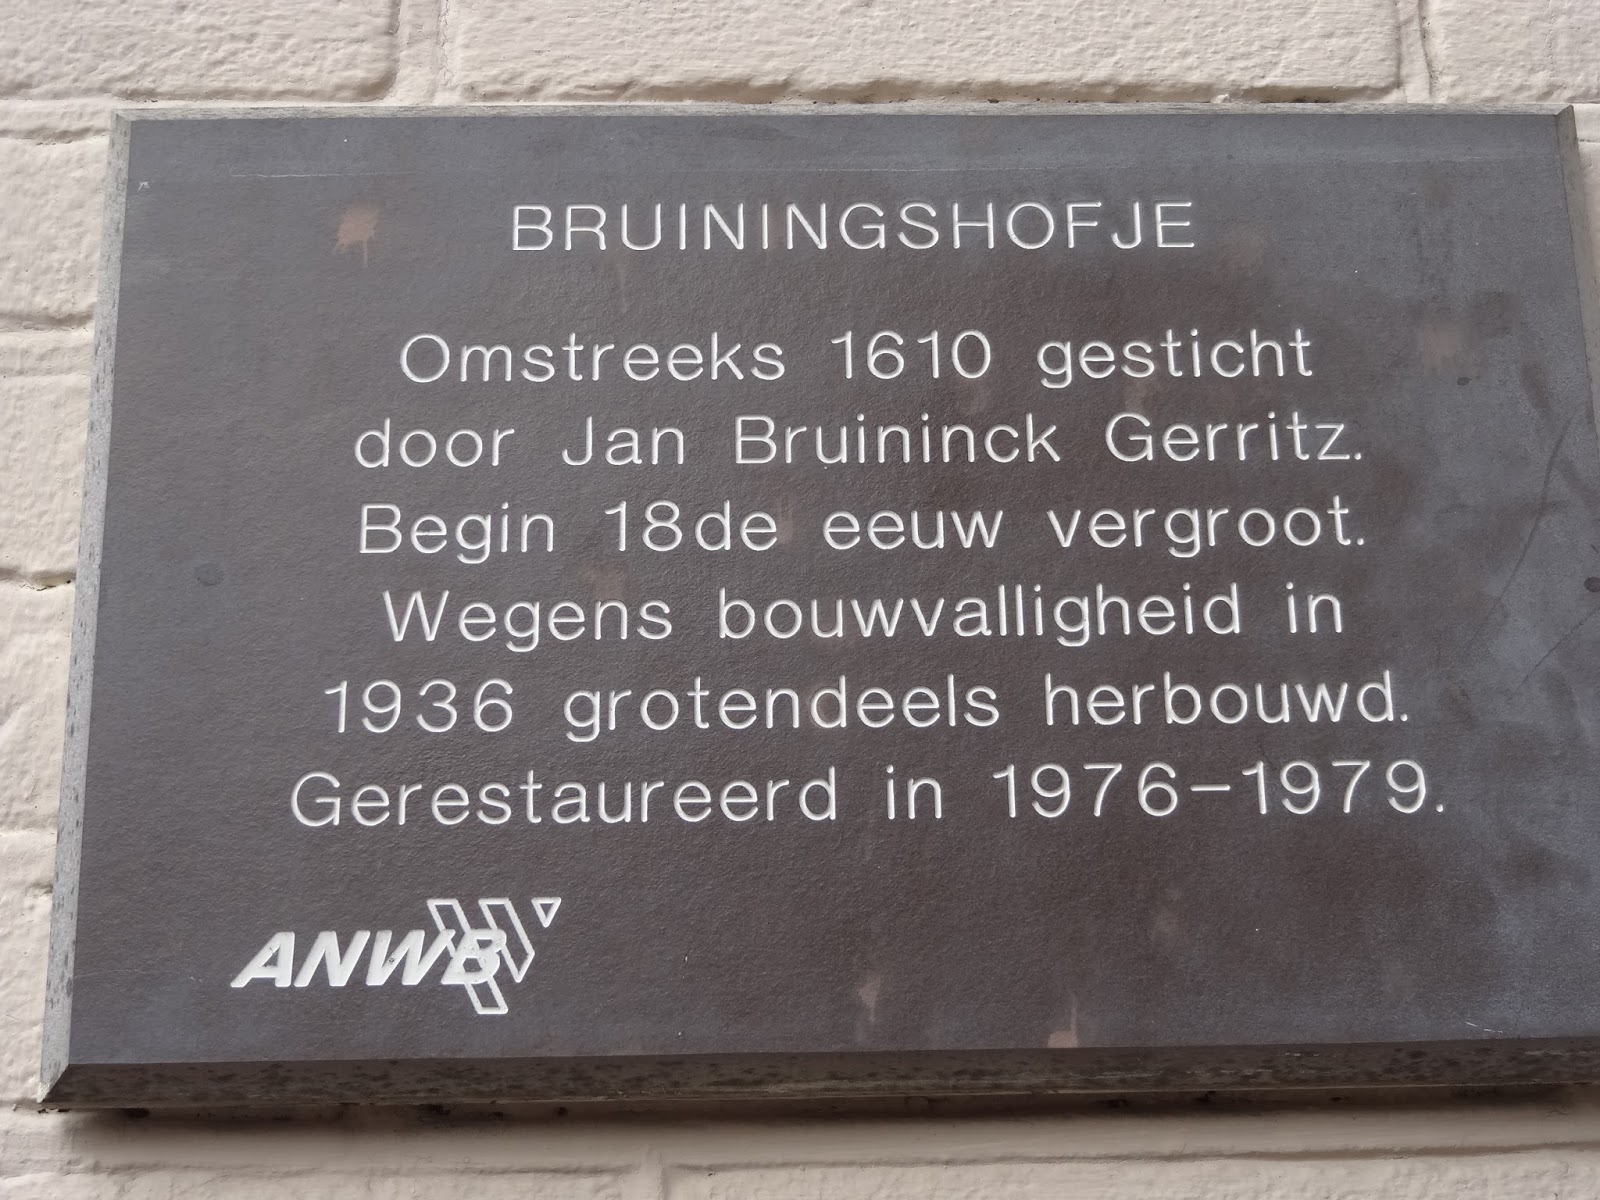 BRUININGSHOFJE
Omstreeks 1610 gesticht
door Jan Bruininck Gerritz.
Begin 18de eeuw vergroot.
Wegens bouwvalligheid in
1936 grotendeels herbouwd.
Gerestaureerd in 1976-1979.
ANWB